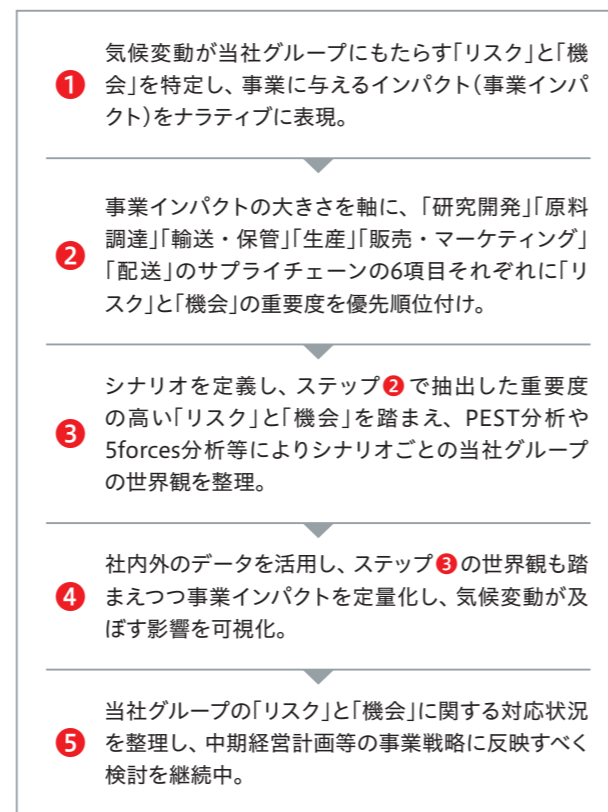 気候変動が当社グループにもたらす「リスク」と「機
❶ 会」を特定し、事業に与えるインパクト(事業インパ
クト)をナラティブに表現。
事業インパクトの大きさを軸に、「研究開発」「原料
調達」「輸送・保管」「生産」「販売・マーケティング」
❷ 「配送」のサプライチェーンの6項目それぞれに「リ
スク」と「機会」の重要度を優先順位付け。
シナリオを定義し、ステップ❷で抽出した重要度
の高い「リスク」と「機会」を踏まえ、PEST分析や
❸ 5forces分析等によりシナリオごとの当社グループ
の世界観を整理。
社内外のデータを活用し、ステップ❸の世界観も踏
❹ まえつつ事業インパクトを定量化し、気候変動が及
ぼす影響を可視化。
当社グループの「リスク」と「機会」に関する対応状況
❺ を整理し、中期経営計画等の事業戦略に反映すべく
検討を継続中。